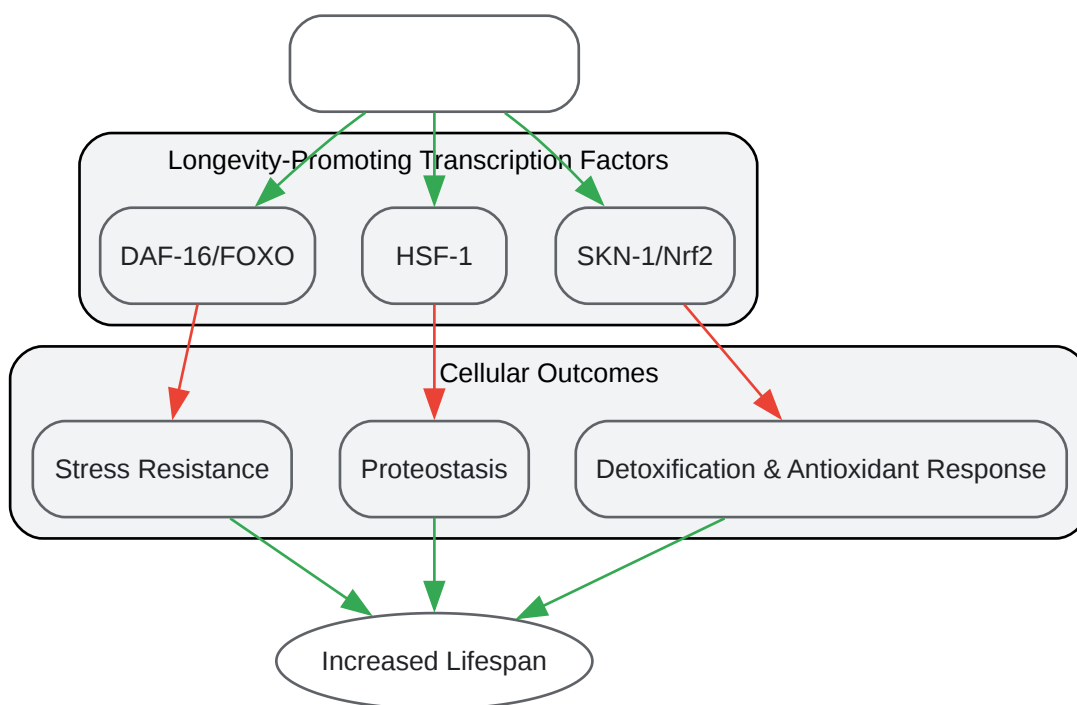 Longevity-Promoting Transcription Factors
DAF-16/FOXO
HSF-1
SKN-1/Nrf2
Cellular Outcomes
Stress Resistance
Proteostasis
Detoxification & Antioxidant Response
Increased Lifespan